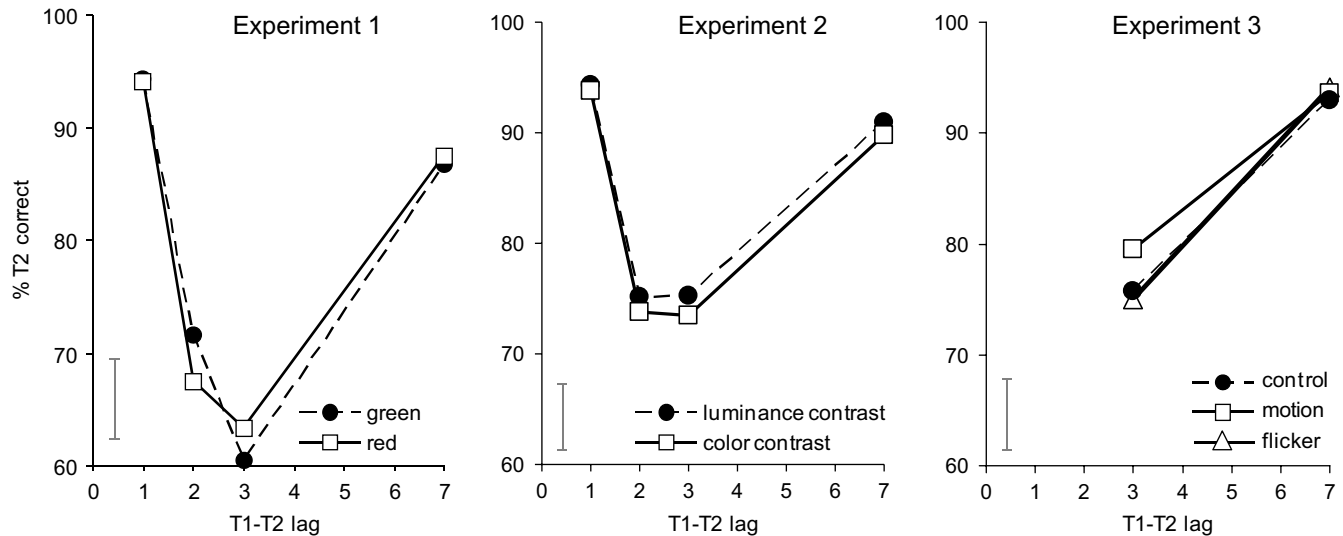 Experiment 1
100
90
80
70
60
% T2 correct
green
red
0 1 2 3 4 5 6 7
T1-T2 lag
Experiment 2
100
90
80
70
60
luminance contrast
color contrast
0 1 2 3 4 5 6 7
T1-T2 lag
Experiment 3
100
90
80
70
60
control
motion
flicker
0 1 2 3 4 5 6 7
T1-T2 lag